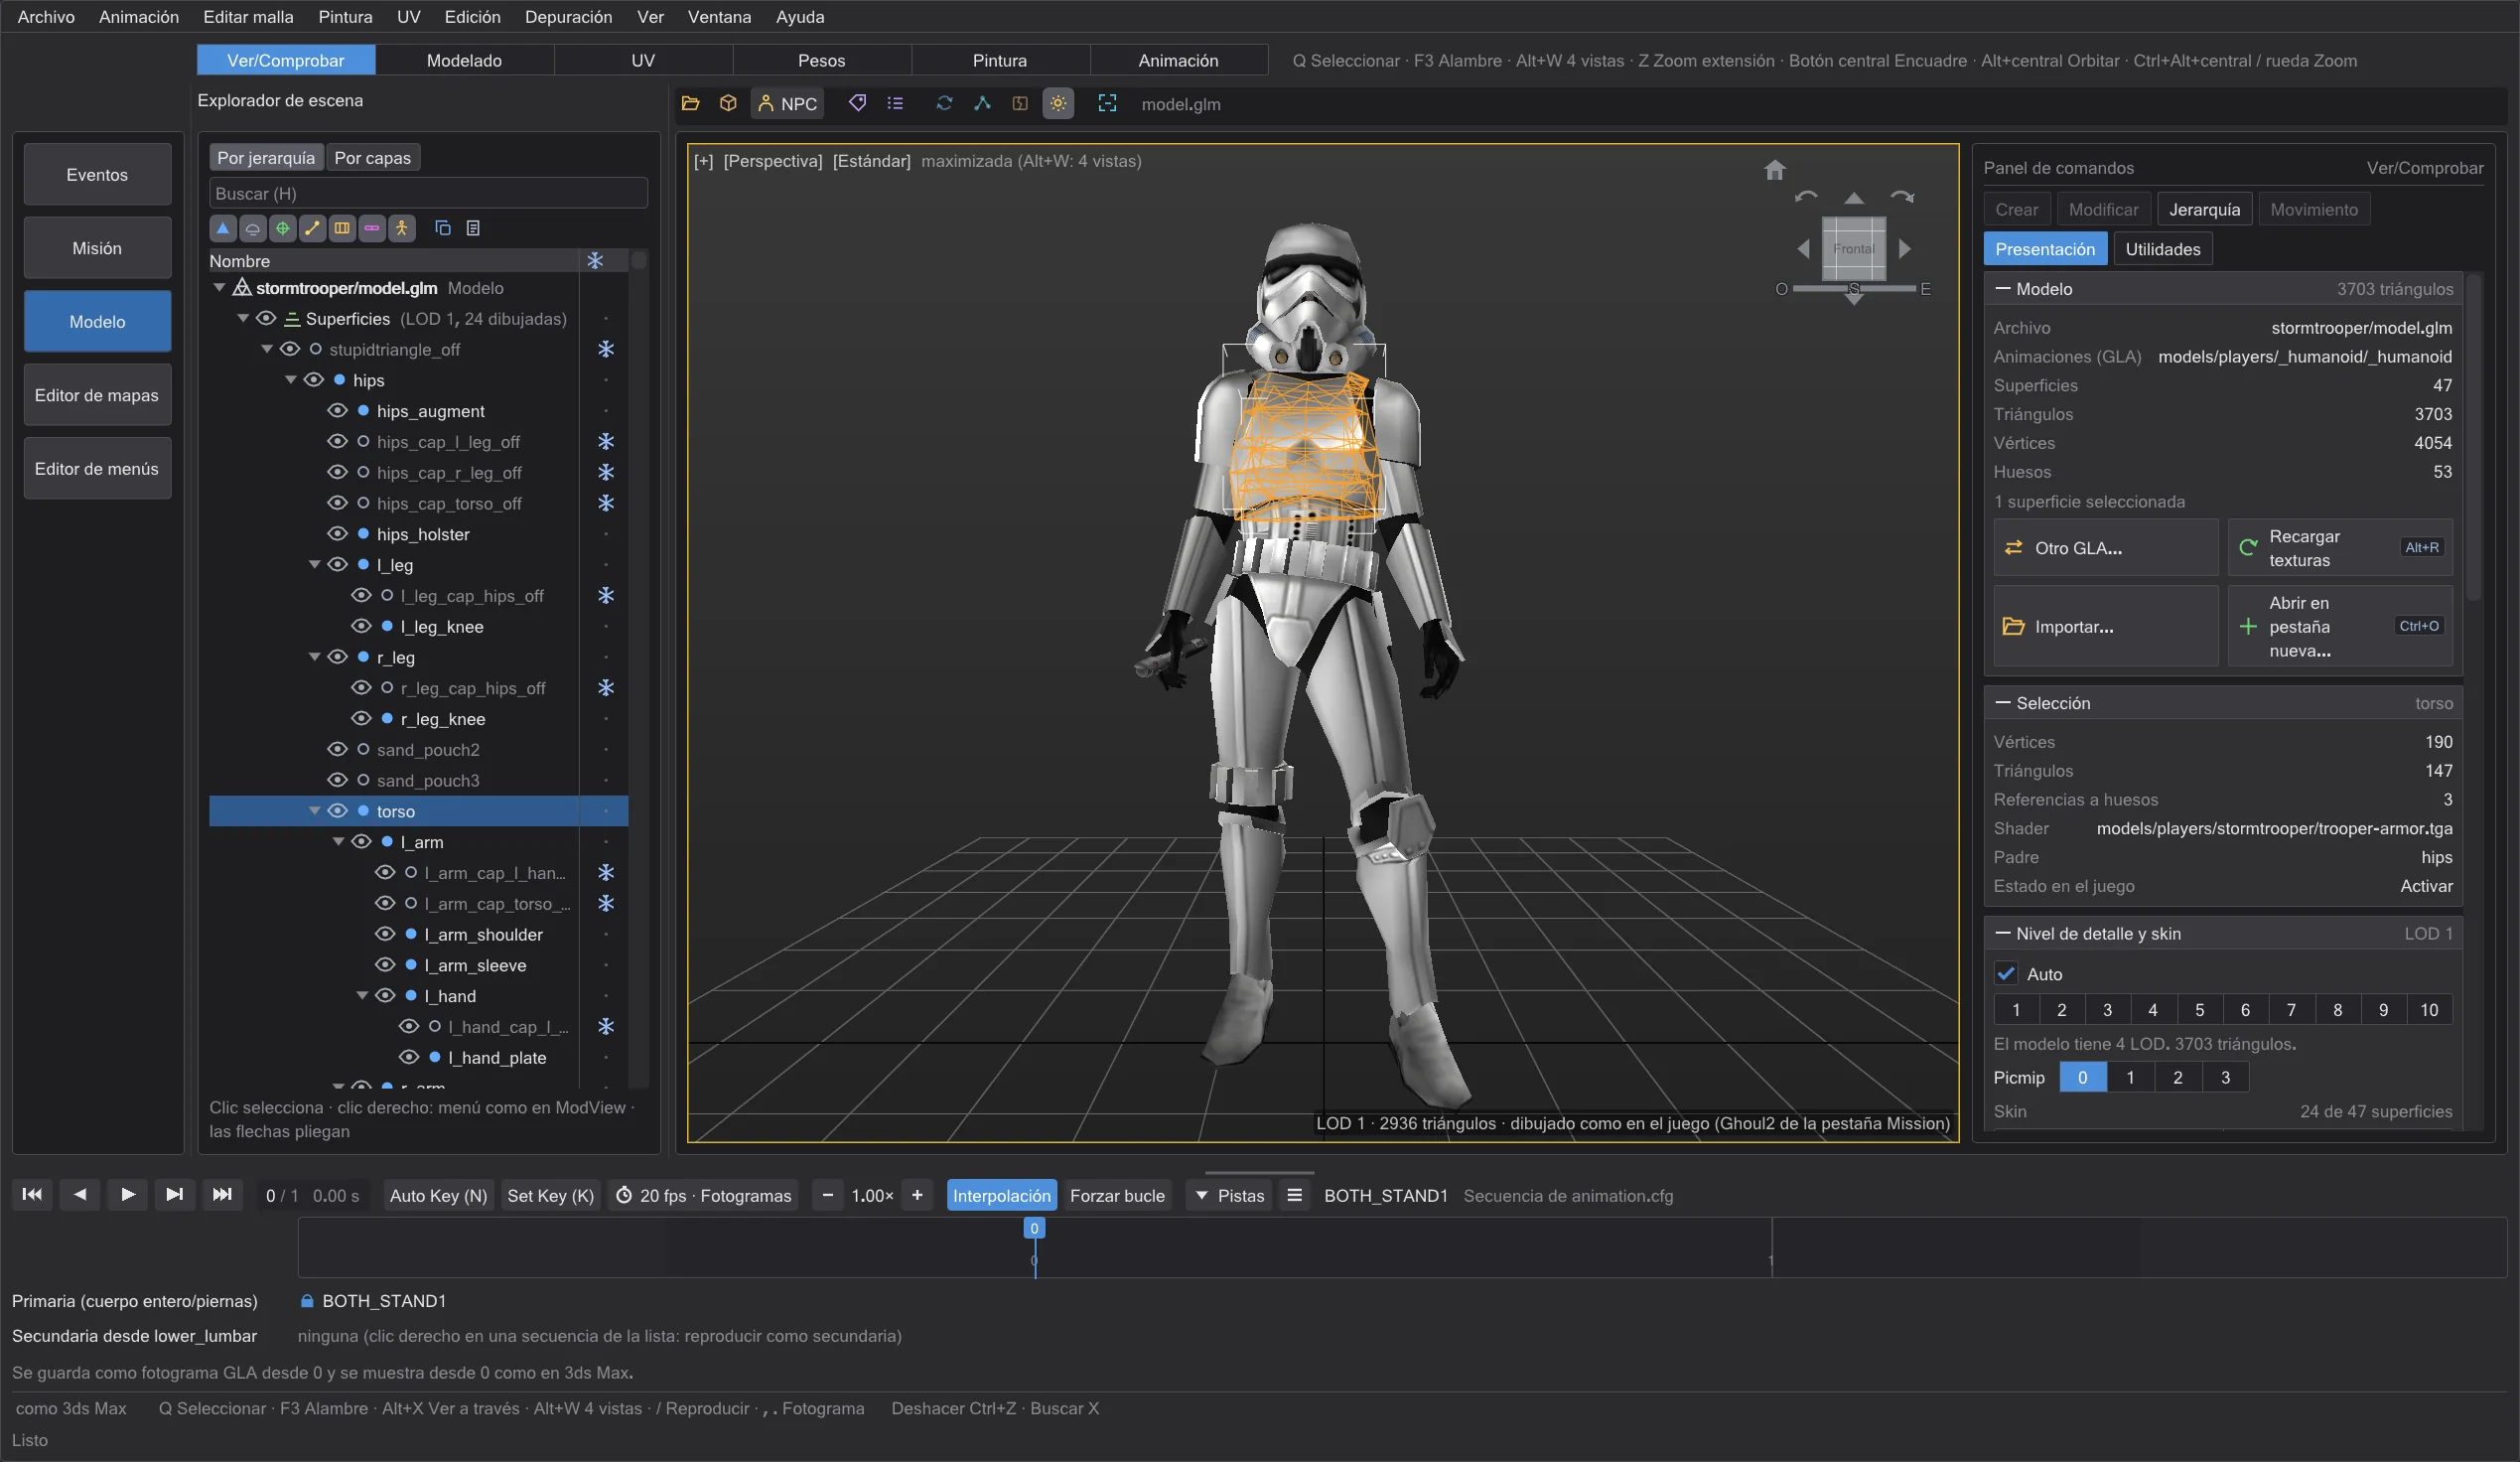 Archivo Animación Editar malla Pintura UV Edición Depuración Ver Ventana Ayuda
Ver/Comprobar Modelado UV Pesos Pintura Animación Q Seleccionar · F3 Alambre · Alt+W 4 vistas · Z Zoom extensión · Botón central Encuadre · Alt+central Orbitar · Ctrl+Alt+central / rueda Zoom
Explorador de escena
NPC model.glm
Eventos
Misión
Modelo
Editor de mapas
Editor de menús
Por jerarquía Por capas
Buscar (H)
Nombre
stormtrooper/model.glm Modelo
Superficies (LOD 1, 24 dibujadas)
stupidtriangle_off
hips
hips_augment
hips_cap_l_leg_off
hips_cap_r_leg_off
hips_cap_torso_off
hips_holster
l_leg
l_leg_cap_hips_off
l_leg_knee
r_leg
r_leg_cap_hips_off
r_leg_knee
sand_pouch2
sand_pouch3
torso
l_arm
l_arm_cap_l_han...
l_arm_cap_torso_...
l_arm_shoulder
l_arm_sleeve
l_hand
l_hand_cap_l_...
l_hand_plate
r_arm
Clic selecciona · clic derecho: menú como en ModView ·
las flechas pliegan
[+] [Perspectiva] [Estándar] maximizada (Alt+W: 4 vistas)
Frontal
O S E
LOD 1 · 2936 triángulos · dibujado como en el juego (Ghoul2 de la pestaña Mission)
Panel de comandos Ver/Comprobar
Crear Modificar Jerarquía Movimiento
Presentación Utilidades
Modelo 3703 triángulos
Archivo stormtrooper/model.glm
Animaciones (GLA) models/players/_humanoid/_humanoid
Superficies 47
Triángulos 3703
Vértices 4054
Huesos 53
1 superficie seleccionada
Otro GLA...
Recargar
texturas
Alt+R
Importar...
Abrir en
pestaña
nueva...
Ctrl+O
Selección torso
Vértices 190
Triángulos 147
Referencias a huesos 3
Shader models/players/stormtrooper/trooper-armor.tga
Padre hips
Estado en el juego Activar
Nivel de detalle y skin LOD 1
Auto
1 2 3 4 5 6 7 8 9 10
El modelo tiene 4 LOD. 3703 triángulos.
Picmip 0 1 2 3
Skin 24 de 47 superficies
0 / 1 0.00 s Auto Key (N) Set Key (K) 20 fps · Fotogramas − 1.00× + Interpolación Forzar bucle Pistas BOTH_STAND1 Secuencia de animation.cfg
0
0 1
Primaria (cuerpo entero/piernas) BOTH_STAND1
Secundaria desde lower_lumbar ninguna (clic derecho en una secuencia de la lista: reproducir como secundaria)
Se guarda como fotograma GLA desde 0 y se muestra desde 0 como en 3ds Max.
como 3ds Max Q Seleccionar · F3 Alambre · Alt+X Ver a través · Alt+W 4 vistas · / Reproducir · , . Fotograma Deshacer Ctrl+Z · Buscar X
Listo